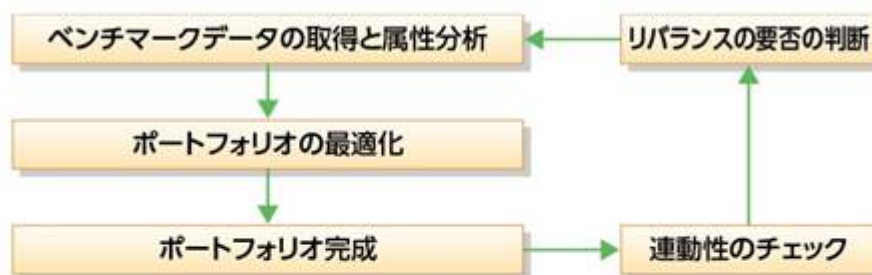 ベンチマークデータの取得と属性分析
リバランスの要否の判断
ポートフォリオの最適化
ポートフォリオ完成
連動性のチェック